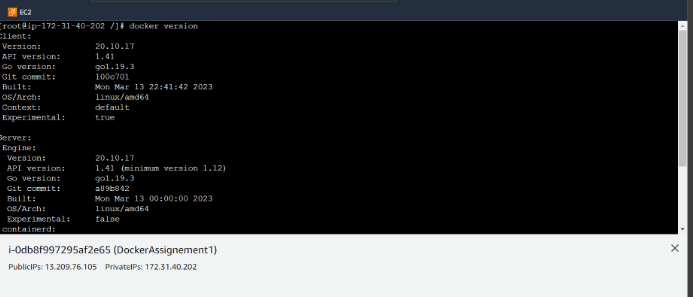 EC2
[root@ip-172-31-40-202 /]# docker version
Client:
Version: 20.10.17
API version: 1.41
Go version: go1.19.3
Git commit: 100c701
Built: Mon Mar 13 22:41:42 2023
OS/Arch: linux/amd64
Context: default
Experimental: true
Server:
Engine:
Version: 20.10.17
API version: 1.41 (minimum version 1.12)
Go version: go1.19.3
Git commit: a89b842
Built: Mon Mar 13 00:00:00 2023
OS/Arch: linux/amd64
Experimental: false
containerd:
i-0db8f997295af2e65 (DockerAssignement1)
PublicIPs: 13.209.76.105 PrivateIPs: 172.31.40.202